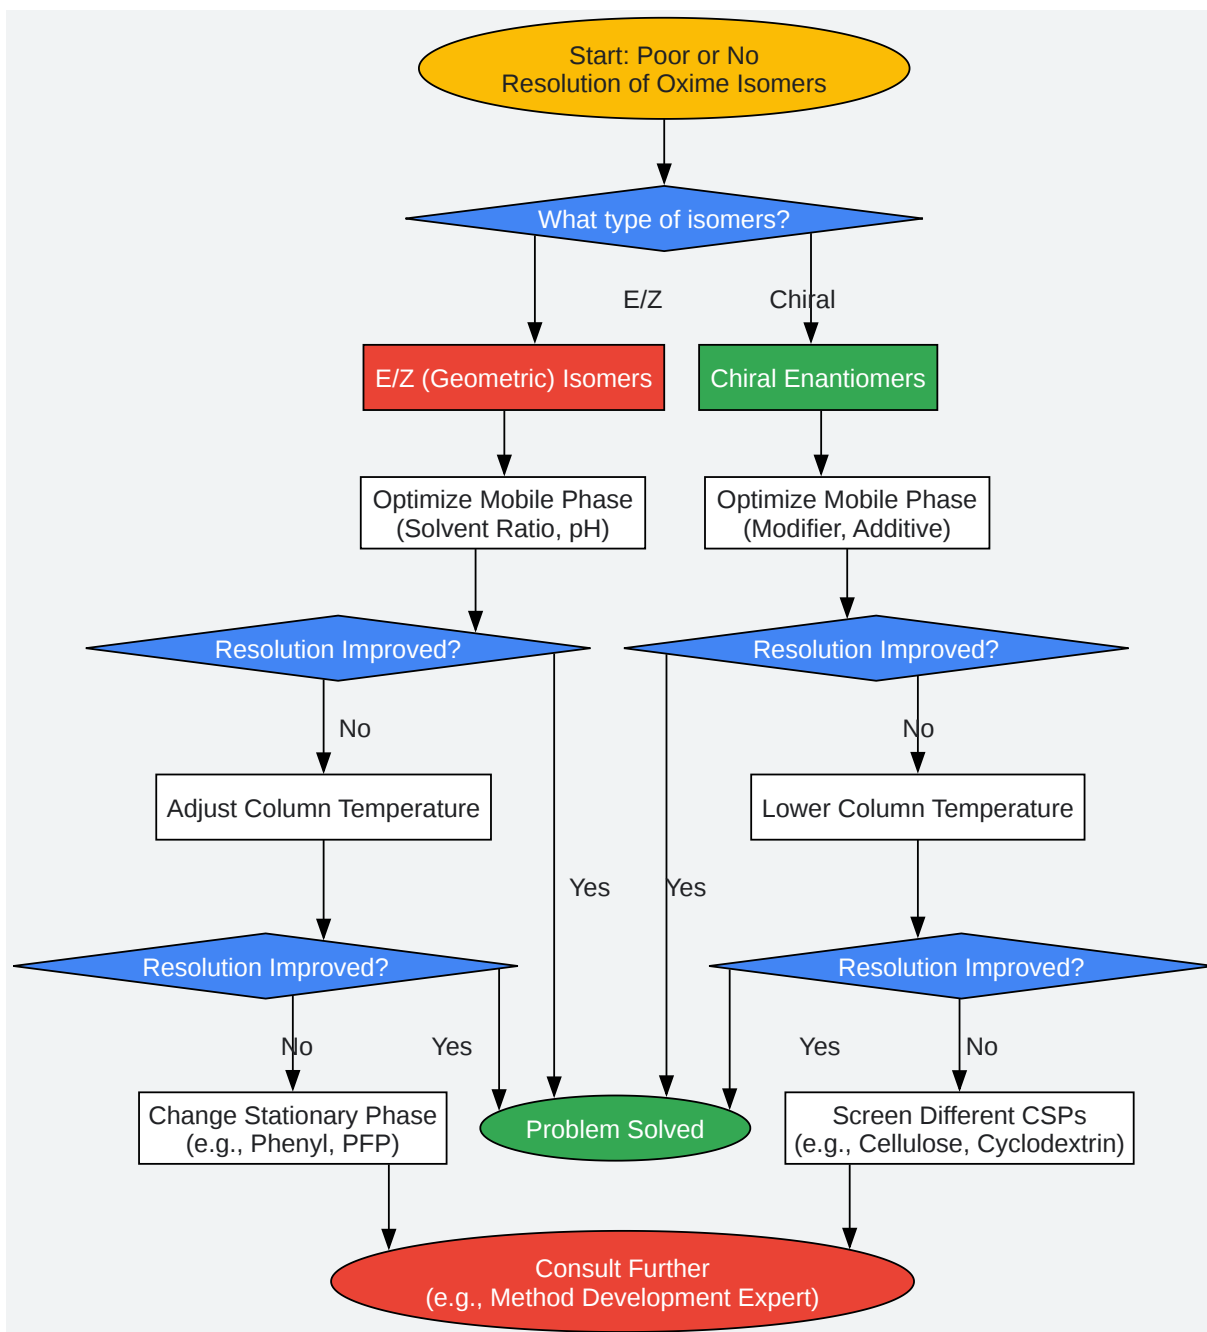 Start: Poor or No
Resolution of Oxime Isomers
What type of isomers?
E/Z
Chiral
E/Z (Geometric) Isomers
Chiral Enantiomers
Optimize Mobile Phase
(Solvent Ratio, pH)
Optimize Mobile Phase
(Modifier, Additive)
Resolution Improved?
Resolution Improved?
No
No
Adjust Column Temperature
Lower Column Temperature
Yes
Yes
Resolution Improved?
Resolution Improved?
No
Yes
Yes
No
Change Stationary Phase
(e.g., Phenyl, PFP)
Problem Solved
Screen Different CSPs
(e.g., Cellulose, Cyclodextrin)
Consult Further
(e.g., Method Development Expert)